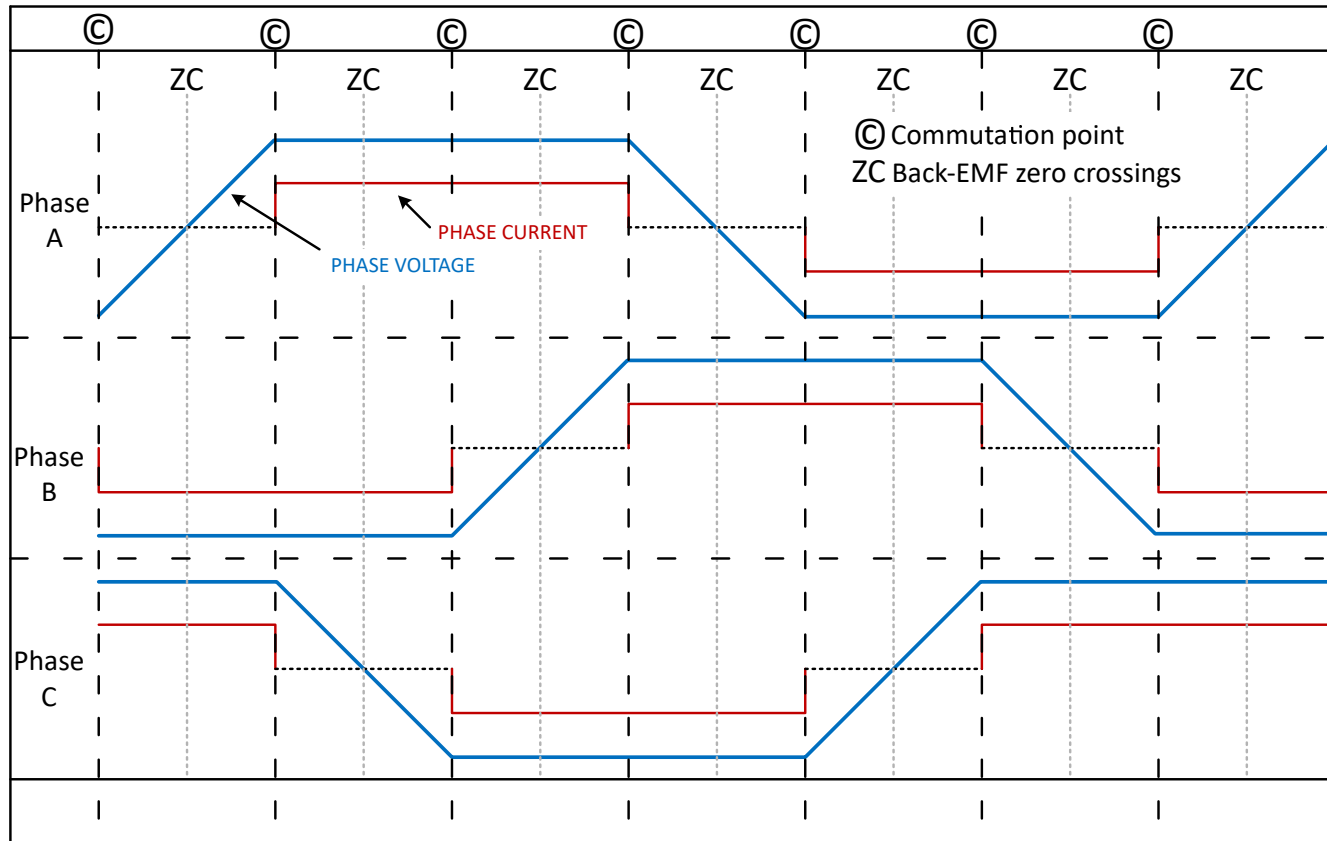 © © © © © © ©
ZC ZC ZC ZC ZC ZC ZC
© Commutation point
ZC Back-EMF zero crossings
Phase
A
PHASE CURRENT
PHASE VOLTAGE
Phase
B
Phase
C